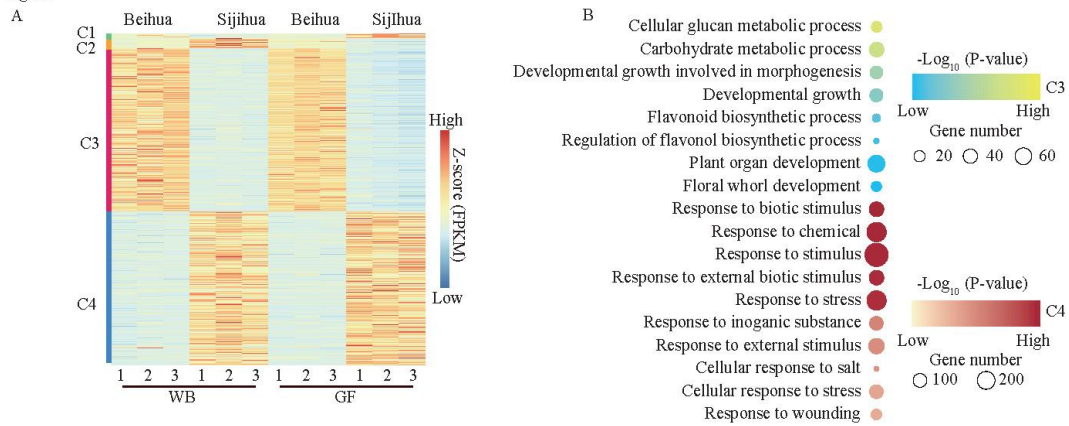 A
Beihua Sijihua Beihua SijIhua
C1
C2
C3
C4
High
Z-score (FPKM)
Low
1 2 3 1 2 3 1 2 3 1 2 3
WB GF
B
Cellular glucan metabolic process
Carbohydrate metabolic process
Developmental growth involved in morphogenesis
Developmental growth
Flavonoid biosynthetic process
Regulation of flavonol biosynthetic process
Plant organ development
Floral whorl development
Response to biotic stimulus
Response to chemical
Response to stimulus
Response to external biotic stimulus
Response to stress
Response to inoganic substance
Response to external stimulus
Cellular response to salt
Cellular response to stress
Response to wounding
-Log10 (P-value)
C3
Low High
Gene number
20 40 60
-Log10 (P-value)
C4
Low High
Gene number
100 200